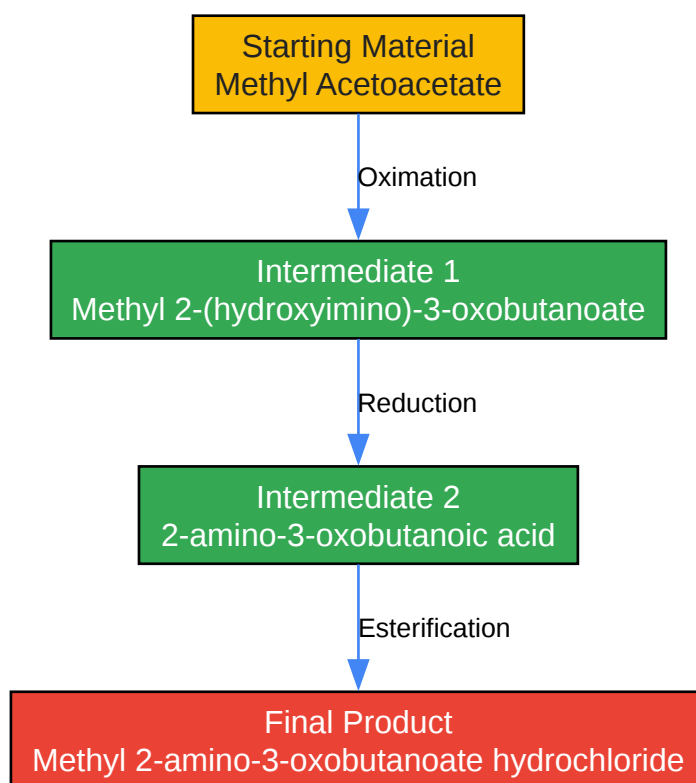 Starting Material
Methyl Acetoacetate
Oximation
Intermediate 1
Methyl 2-(hydroxyimino)-3-oxobutanoate
Reduction
Intermediate 2
2-amino-3-oxobutanoic acid
Esterification
Final Product
Methyl 2-amino-3-oxobutanoate hydrochloride